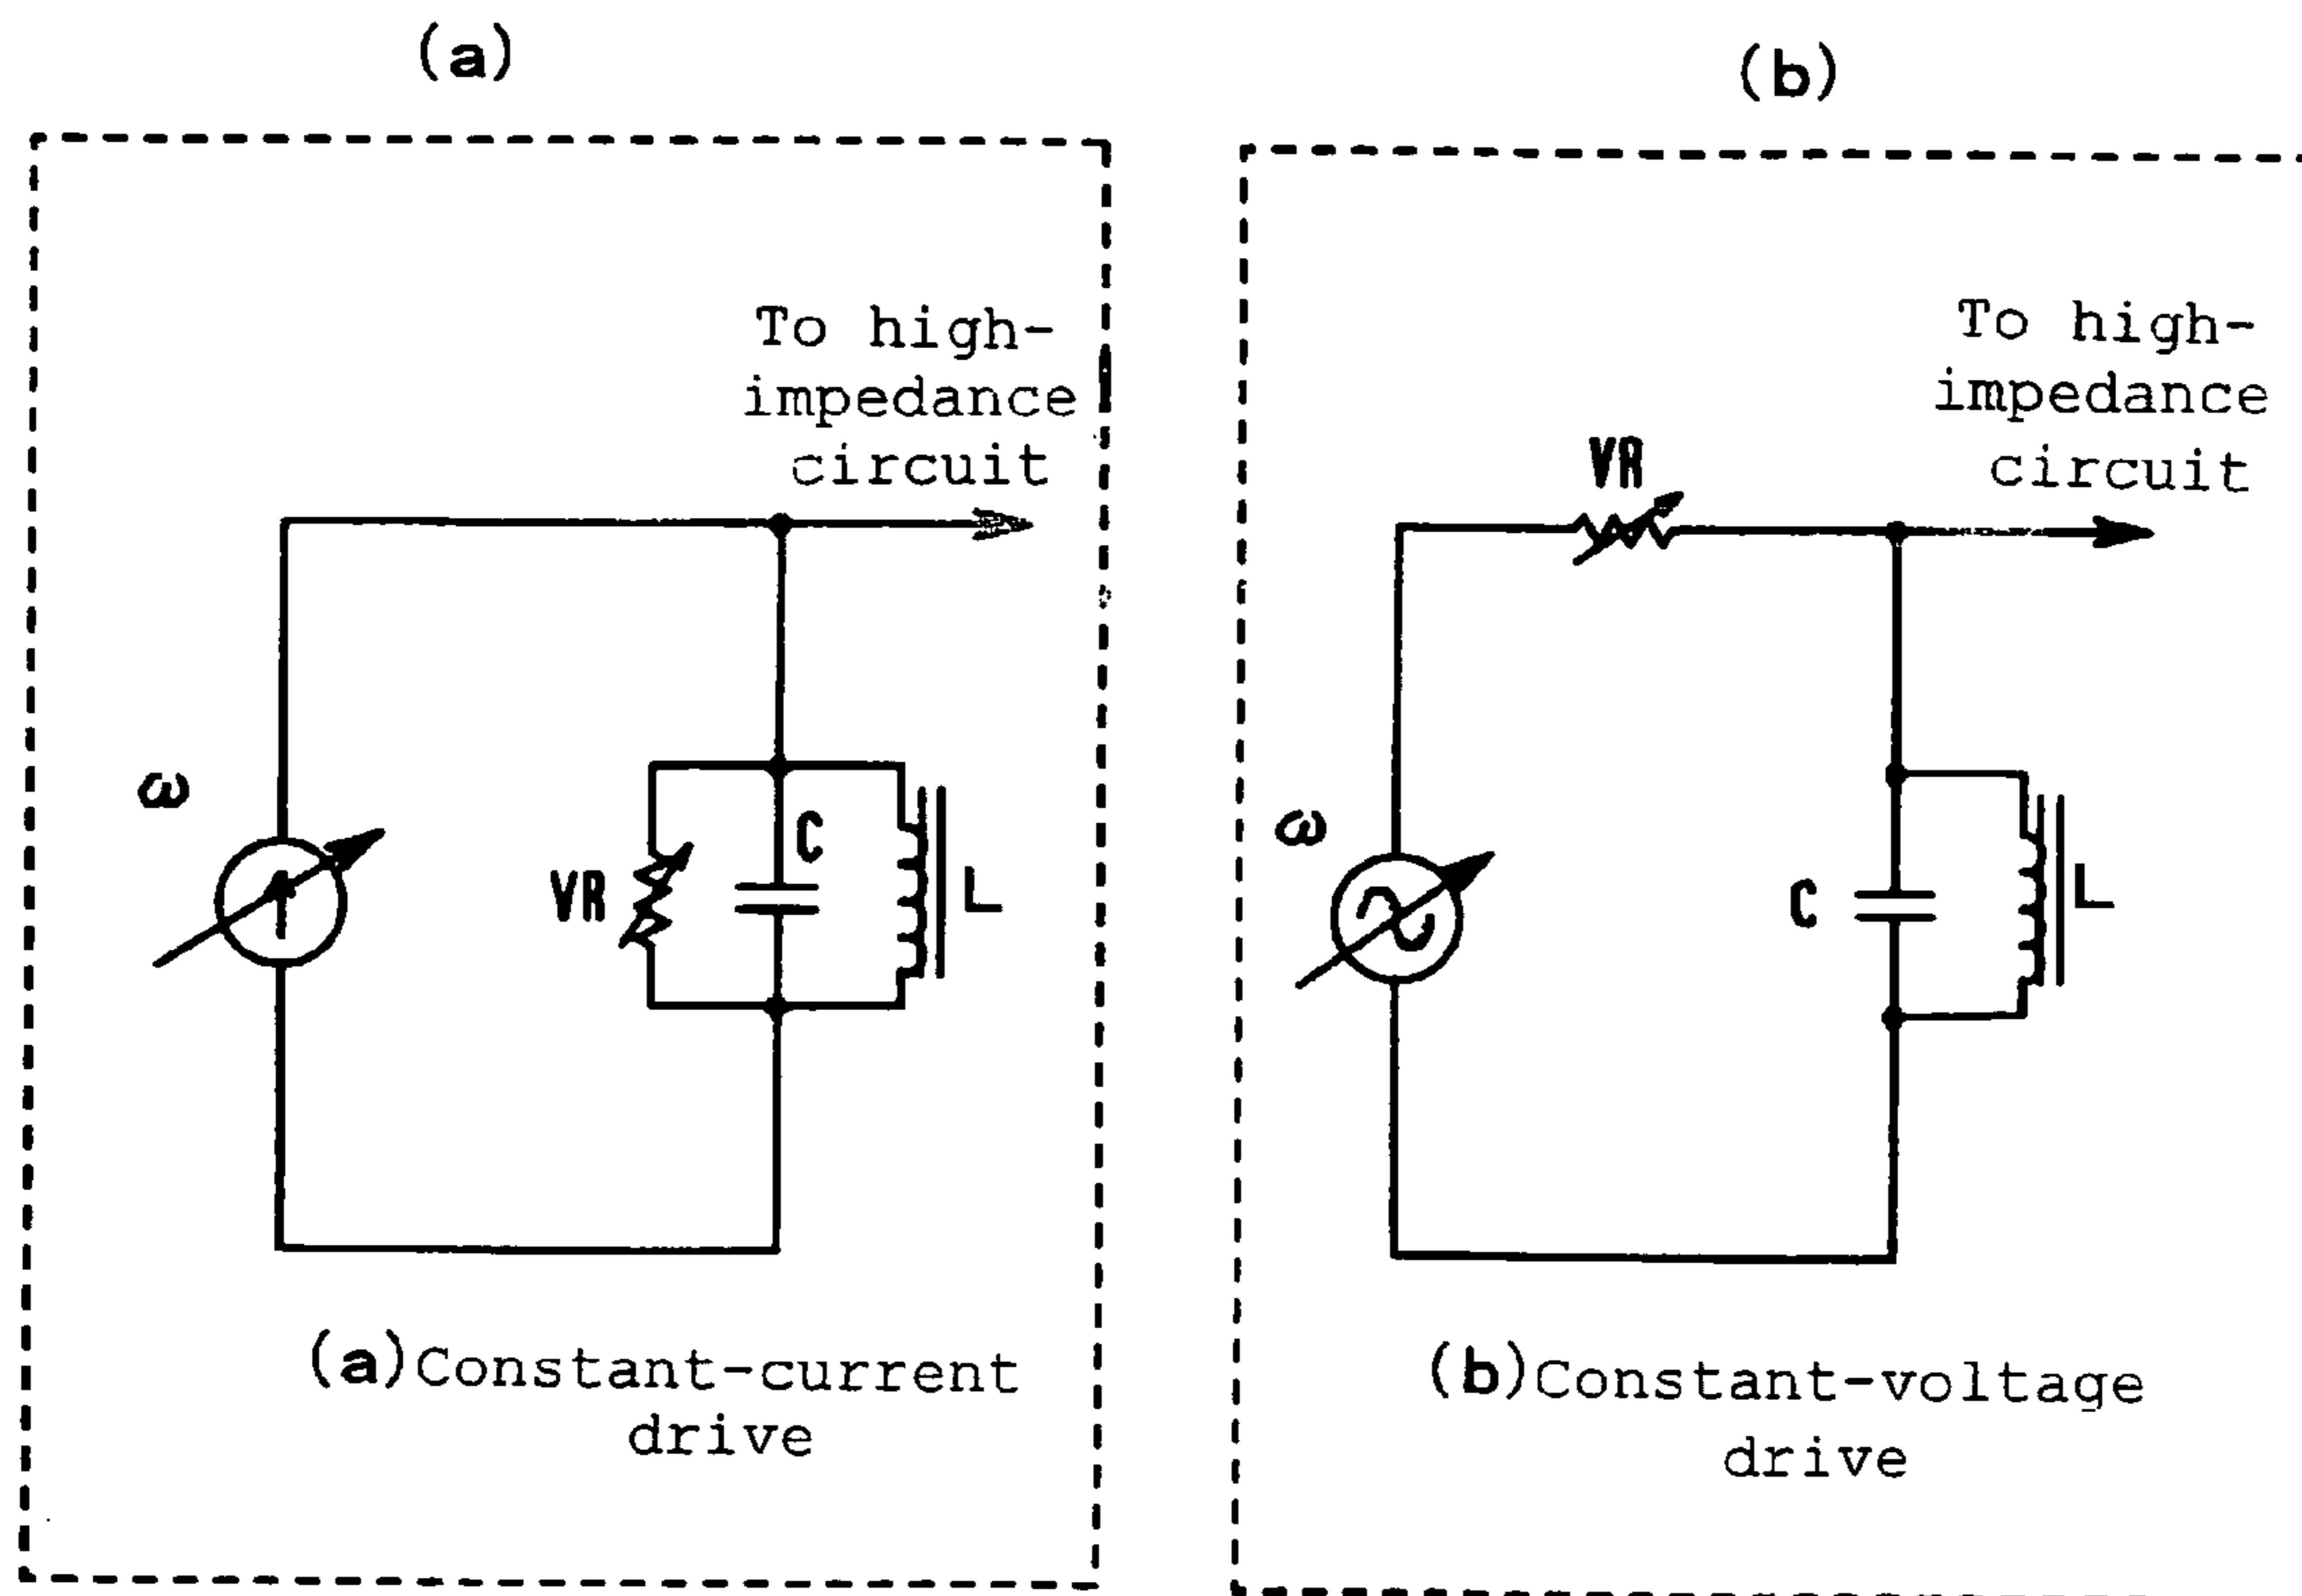 (a)
To high-
impedance
circuit
ω
VR
C
L
(a)Constant-current
drive
(b)
To high-
impedance
circuit
VR
ω
C
L
(b)Constant-voltage
drive